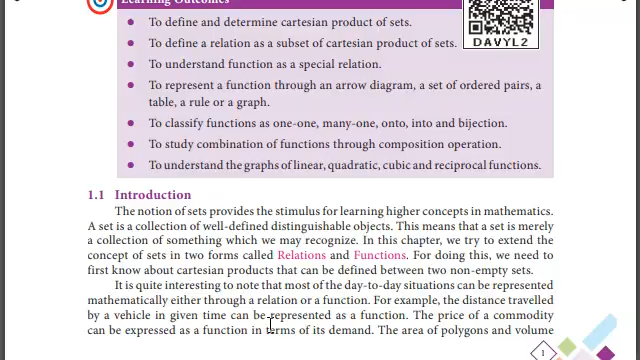 Learning Outcomes
● To define and determine cartesian product of sets.
● To define a relation as a subset of cartesian product of sets.
● To understand function as a special relation.
● To represent a function through an arrow diagram, a set of ordered pairs, a
table, a rule or a graph.
● To classify functions as one-one, many-one, onto, into and bijection.
● To study combination of functions through composition operation.
● To understand the graphs of linear, quadratic, cubic and reciprocal functions.
DAVYL2
1.1 Introduction
The notion of sets provides the stimulus for learning higher concepts in mathematics.
A set is a collection of well-defined distinguishable objects. This means that a set is merely
a collection of something which we may recognize. In this chapter, we try to extend the
concept of sets in two forms called Relations and Functions. For doing this, we need to
first know about cartesian products that can be defined between two non-empty sets.
It is quite interesting to note that most of the day-to-day situations can be represented
mathematically either through a relation or a function. For example, the distance travelled
by a vehicle in given time can be represented as a function. The price of a commodity
can be expressed as a function in terms of its demand. The area of polygons and volume
1